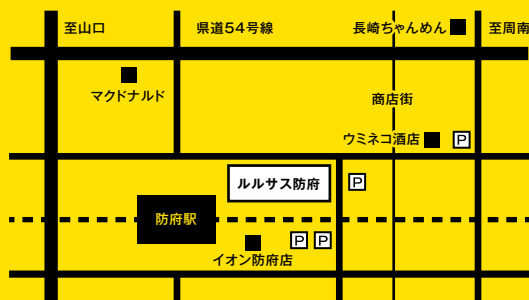 至山口
県道54号線
長崎ちゃんめん
至周南
マクドナルド
商店街
ウミネコ酒店
P
ルルサス防府
P
防府駅
P
P
イオン防府店